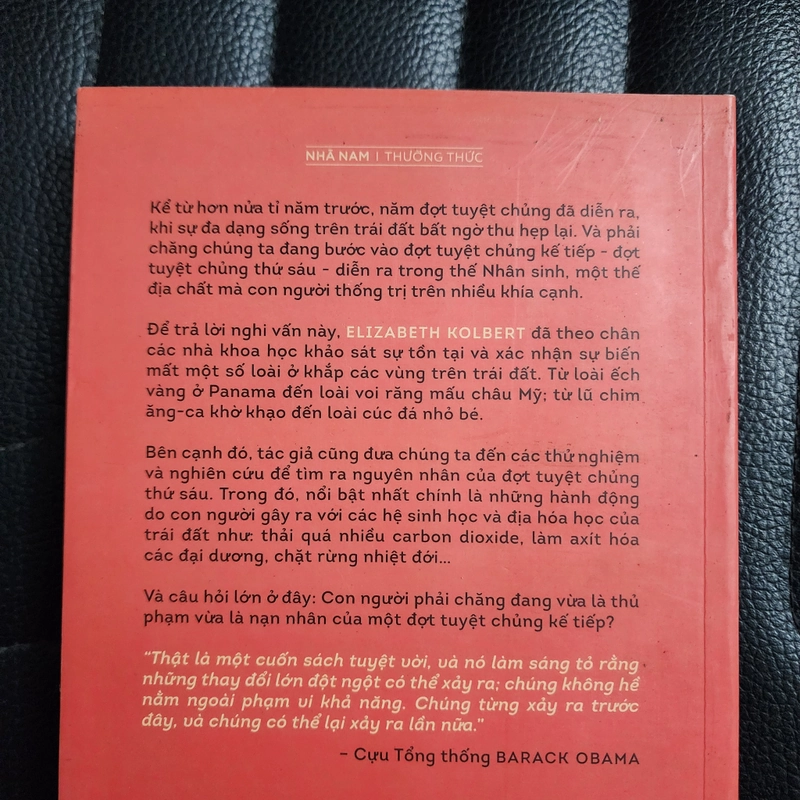 NHÃ NAM | THƯỜNG THỨC
Kể từ hơn nửa tỉ năm trước, năm đợt tuyệt chủng đã diễn ra,
khi sự đa dạng sống trên trái đất bất ngờ thu hẹp lại. Và phải
chăng chúng ta đang bước vào đợt tuyệt chủng kế tiếp - đợt
tuyệt chủng thứ sáu - diễn ra trong thế Nhân sinh, một thế
địa chất mà con người thống trị trên nhiều khía cạnh.
Để trả lời nghi vấn này, ELIZABETH KOLBERT đã theo chân
các nhà khoa học khảo sát sự tồn tại và xác nhận sự biến
mất một số loài ở khắp các vùng trên trái đất. Từ loài ếch
vàng ở Panama đến loài voi răng mấu châu Mỹ; từ lũ chim
ăng-ca khờ khạo đến loài cúc đá nhỏ bé.
Bên cạnh đó, tác giả cũng đưa chúng ta đến các thử nghiệm
và nghiên cứu để tìm ra nguyên nhân của đợt tuyệt chủng
thứ sáu. Trong đó, nổi bật nhất chính là những hành động
do con người gây ra với các hệ sinh học và địa hóa học của
trái đất như: thải quá nhiều carbon dioxide, làm axít hóa
các đại dương, chặt rừng nhiệt đới...
Và câu hỏi lớn ở đây: Con người phải chăng đang vừa là thủ
phạm vừa là nạn nhân của một đợt tuyệt chủng kế tiếp?
"Thật là một cuốn sách tuyệt vời, và nó làm sáng tỏ rằng
những thay đổi lớn đột ngột có thể xảy ra; chúng không hề
nằm ngoài phạm vi khả năng. Chúng từng xảy ra trước
đây, và chúng có thể lại xảy ra lần nữa."
– Cựu Tổng thống BARACK OBAMA